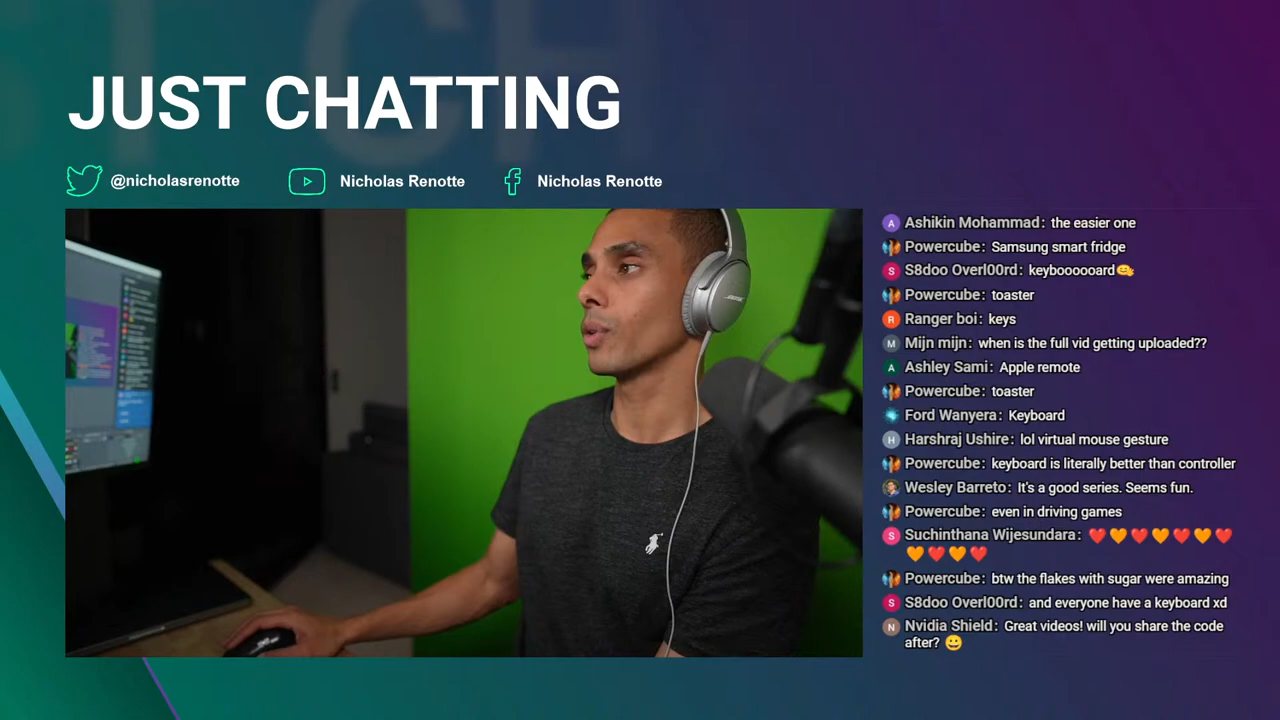 JUST CHATTING
@nicholasrenotte
Nicholas Renotte
Nicholas Renotte
Ashikin Mohammad: the easier one
Powercube: Samsung smart fridge
S8doo Overl00rd: keyboooooard
Powercube: toaster
Ranger boi: keys
Mijn mijn: when is the full vid getting uploaded??
Ashley Sami: Apple remote
Powercube: toaster
Ford Wanyera: Keyboard
Harshraj Ushire: lol virtual mouse gesture
Powercube: keyboard is literally better than controller
Wesley Barreto: It's a good series. Seems fun.
Powercube: even in driving games
Suchinthana Wijesundara: ❤️🧡❤️🧡❤️🧡❤️
🧡❤️🧡❤️
Powercube: btw the flakes with sugar were amazing
S8doo Overl00rd: and everyone have a keyboard xd
Nvidia Shield: Great videos! will you share the code
after? 😀